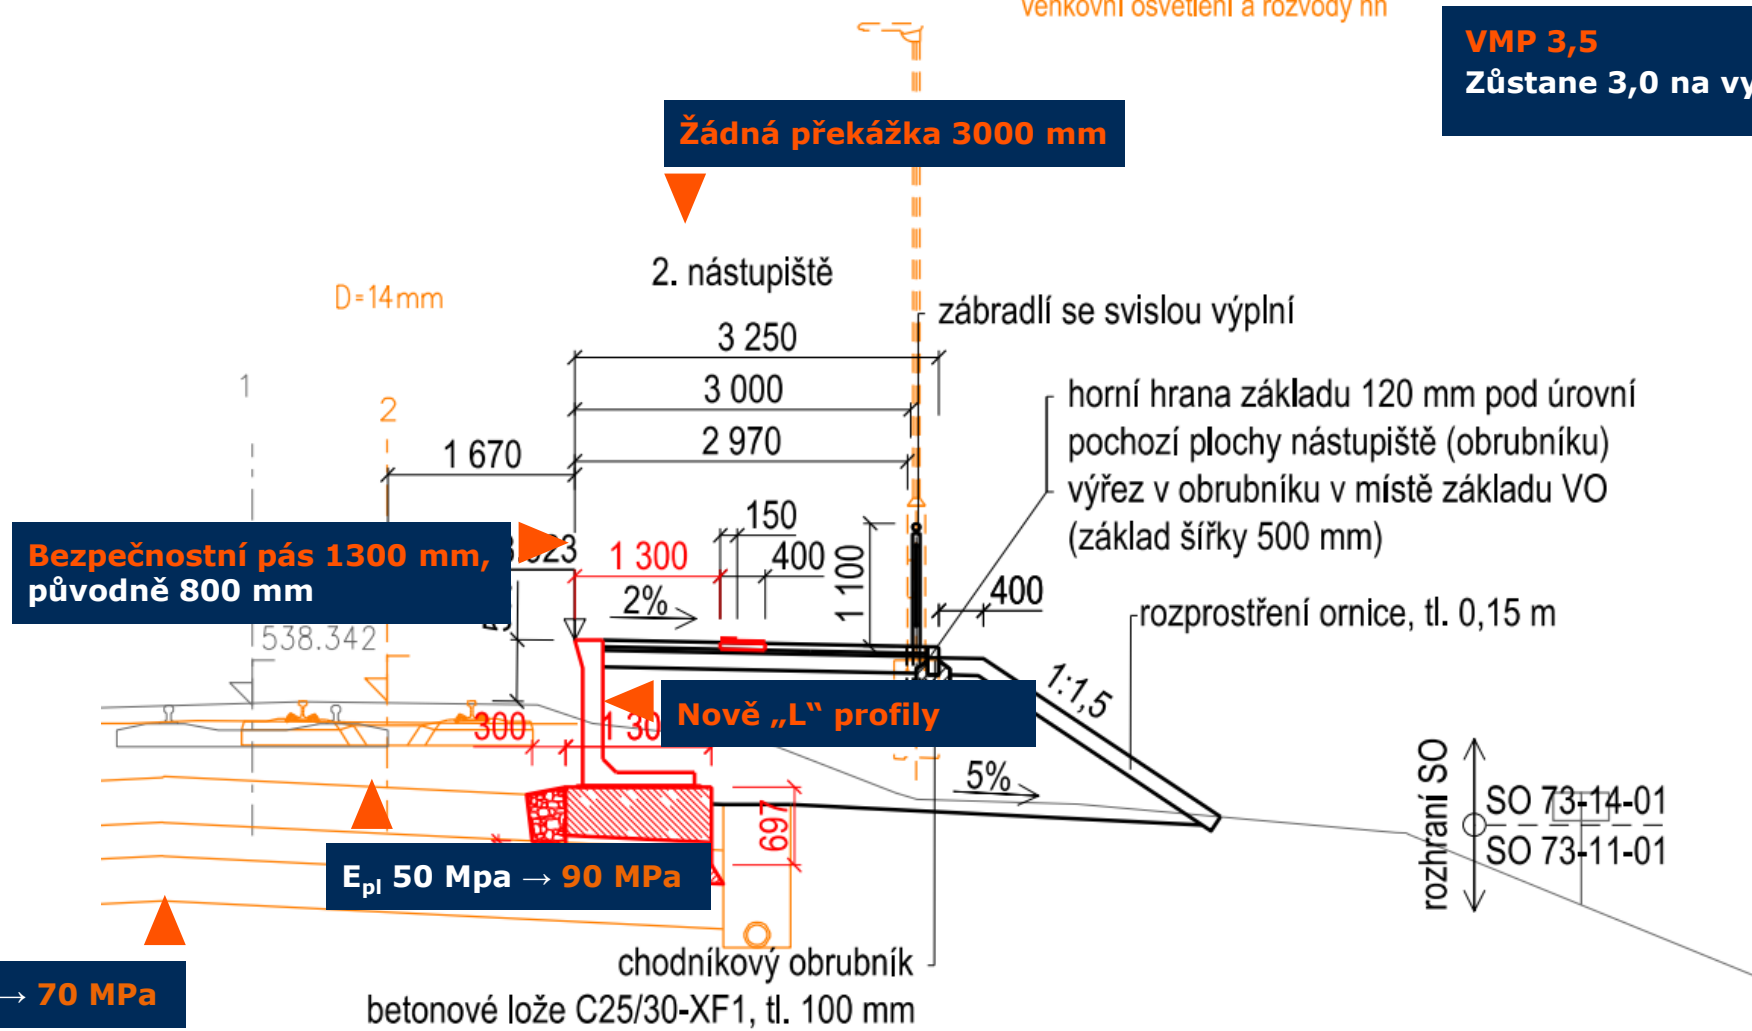 venkovní osvětlení a rozvody nn
VMP 3,5
Zůstane 3,0 na
Žádná překážka 3000 mm
2. nástupiště
D=14mm
zábradlí se svislou výplní
3 250
1
3 000
horní hrana základu 120 mm pod úrovní
2
2 970
pochozí plochy nástupiště (obrubníku)
1 670
výřez v obrubníku v místě základu VO
150
(základ šířky 500 mm)
Bezpečnostní pás 1300 mm,
původně 800 mm
1 300
400
1 100
2%
400
rozprostření ornice, tl. 0,15 m
538.342
1:1,5
Nově „L“ profily
300
5%
697
rozhraní SO
SO 73-14-01
SO 73-11-01
Epl 50 Mpa → 90 MPa
chodníkový obrubník
→ 70 MPa
betonové lože C25/30-XF1, tl. 100 mm